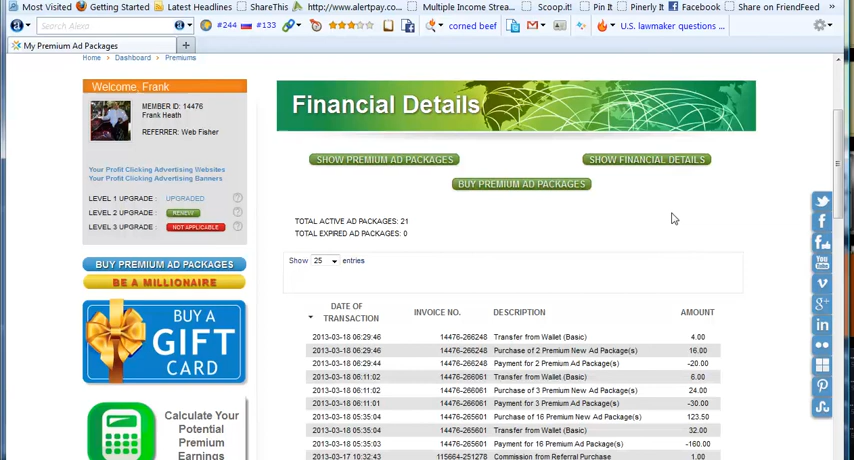 Most Visited Getting Started Latest Headlines ShareThis http://www.alertpay.co... Multiple Income Strea... Scoop.it! Pin It Pinerly It Facebook Share on FriendFeed
Search Alexa #244 #133 corned beef U.S. lawmaker questions ...
My Premium Ad Packages
Home Dashboard Premiums
Welcome, Frank
MEMBER ID: 14476
Frank Heath
REFERRER: Web Fisher
Your Profit Clicking Advertising Websites
Your Profit Clicking Advertising Banners
LEVEL 1 UPGRADE : UPGRADED
LEVEL 2 UPGRADE : RENEW
LEVEL 3 UPGRADE : NOT APPLICABLE
BUY PREMIUM AD PACKAGES
BE A MILLIONAIRE
BUY A
GIFT
CARD
Calculate Your
Potential
Premium
Earnings
Financial Details
SHOW PREMIUM AD PACKAGES SHOW FINANCIAL DETAILS
BUY PREMIUM AD PACKAGES
TOTAL ACTIVE AD PACKAGES: 21
TOTAL EXPIRED AD PACKAGES: 0
Show 25 entries
DATE OF TRANSACTION INVOICE NO. DESCRIPTION AMOUNT
2013-03-18 06:29:46 14476-266248 Transfer from Wallet (Basic) 4.00
2013-03-18 06:29:46 14476-266248 Purchase of 2 Premium New Ad Package(s) 16.00
2013-03-18 06:29:44 14476-266248 Payment for 2 Premium Ad Package(s) -20.00
2013-03-18 06:11:02 14476-266061 Transfer from Wallet (Basic) 6.00
2013-03-18 06:11:02 14476-266061 Purchase of 3 Premium New Ad Package(s) 24.00
2013-03-18 06:11:01 14476-266061 Payment for 3 Premium Ad Package(s) -30.00
2013-03-18 05:35:04 14476-265601 Purchase of 16 Premium New Ad Package(s) 123.50
2013-03-18 05:35:04 14476-265601 Transfer from Wallet (Basic) 32.00
2013-03-18 05:35:03 14476-265601 Payment for 16 Premium Ad Package(s) -160.00
2013-03-17 10:32:43 115664-251278 Commission from Referral Purchase 1.00